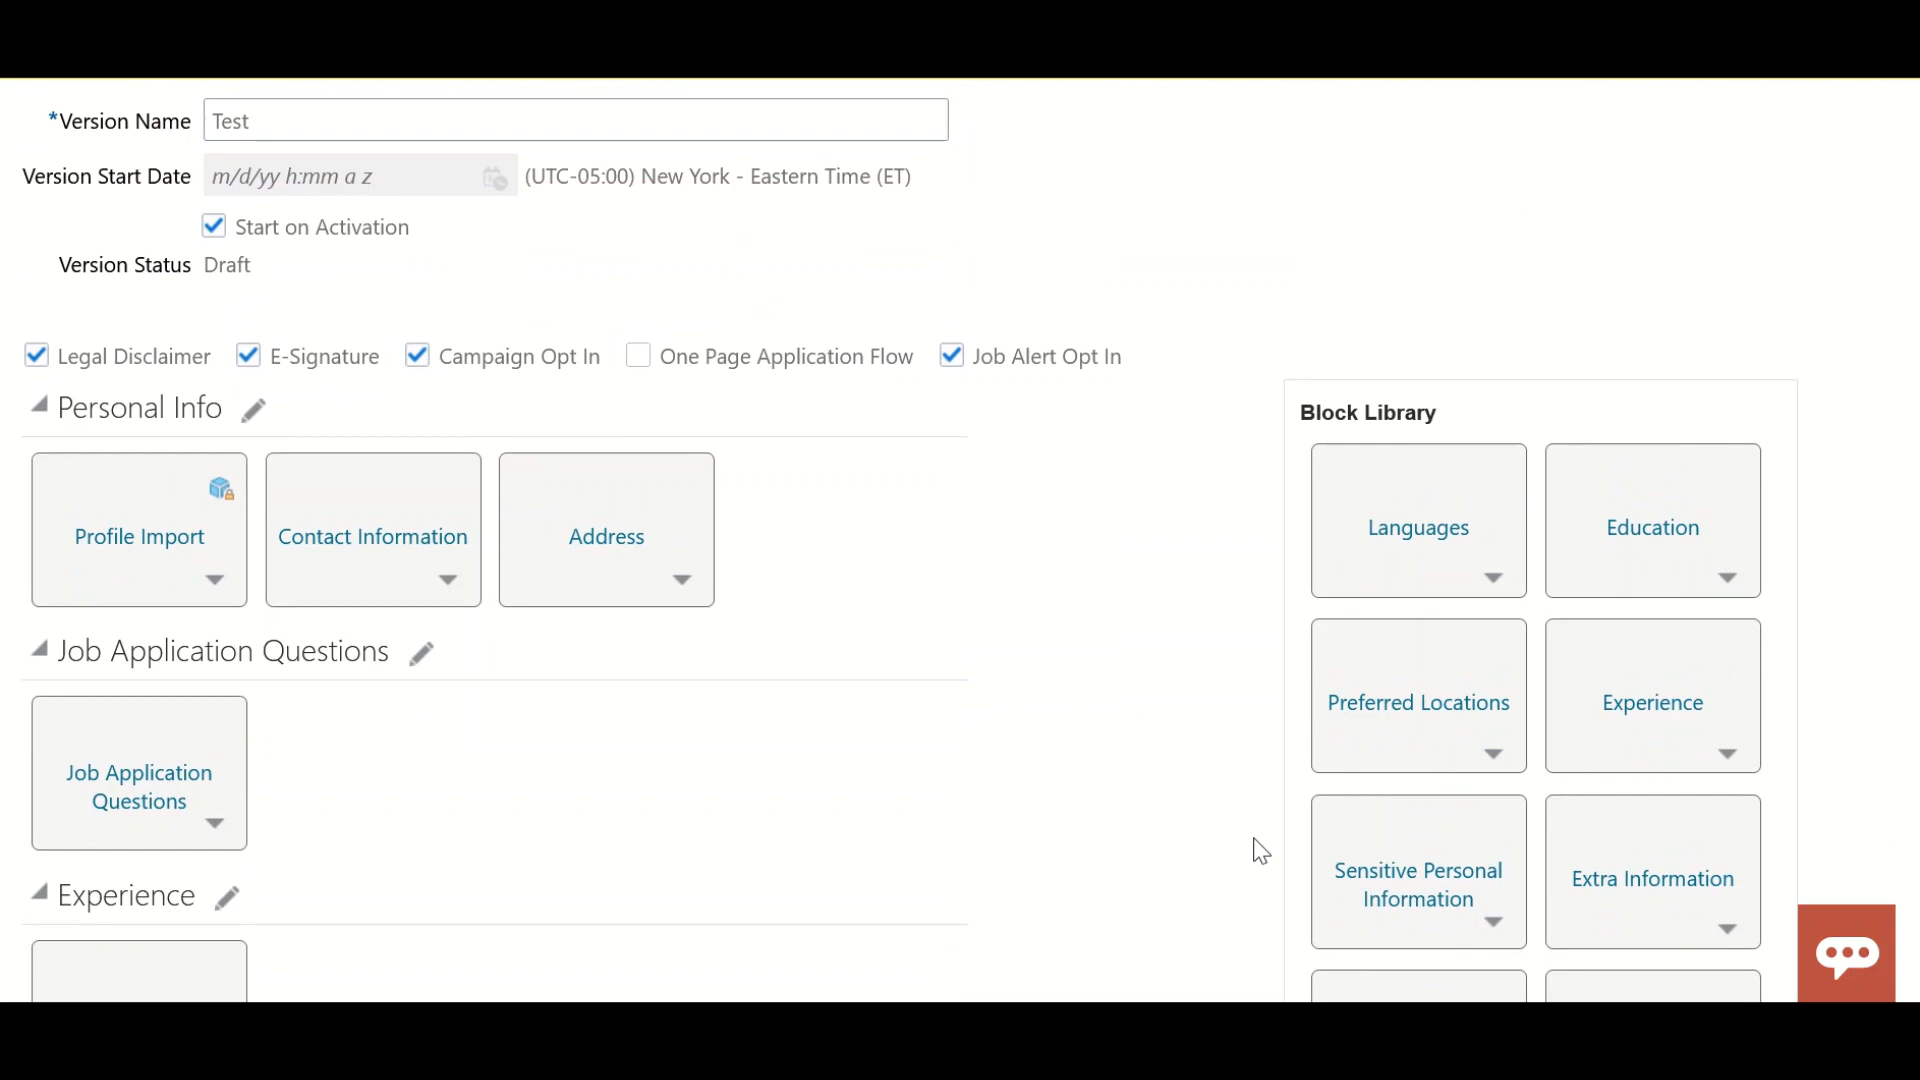 *Version Name Test
Version Start Date m/d/yy h:mm a z (UTC-05:00) New York - Eastern Time (ET)
Start on Activation
Version Status Draft
Legal Disclaimer E-Signature Campaign Opt In One Page Application Flow Job Alert Opt In
Personal Info
Profile Import
Contact Information
Address
Job Application Questions
Job Application
Questions
Experience
Block Library
Languages
Education
Preferred Locations
Experience
Sensitive Personal
Information
Extra Information